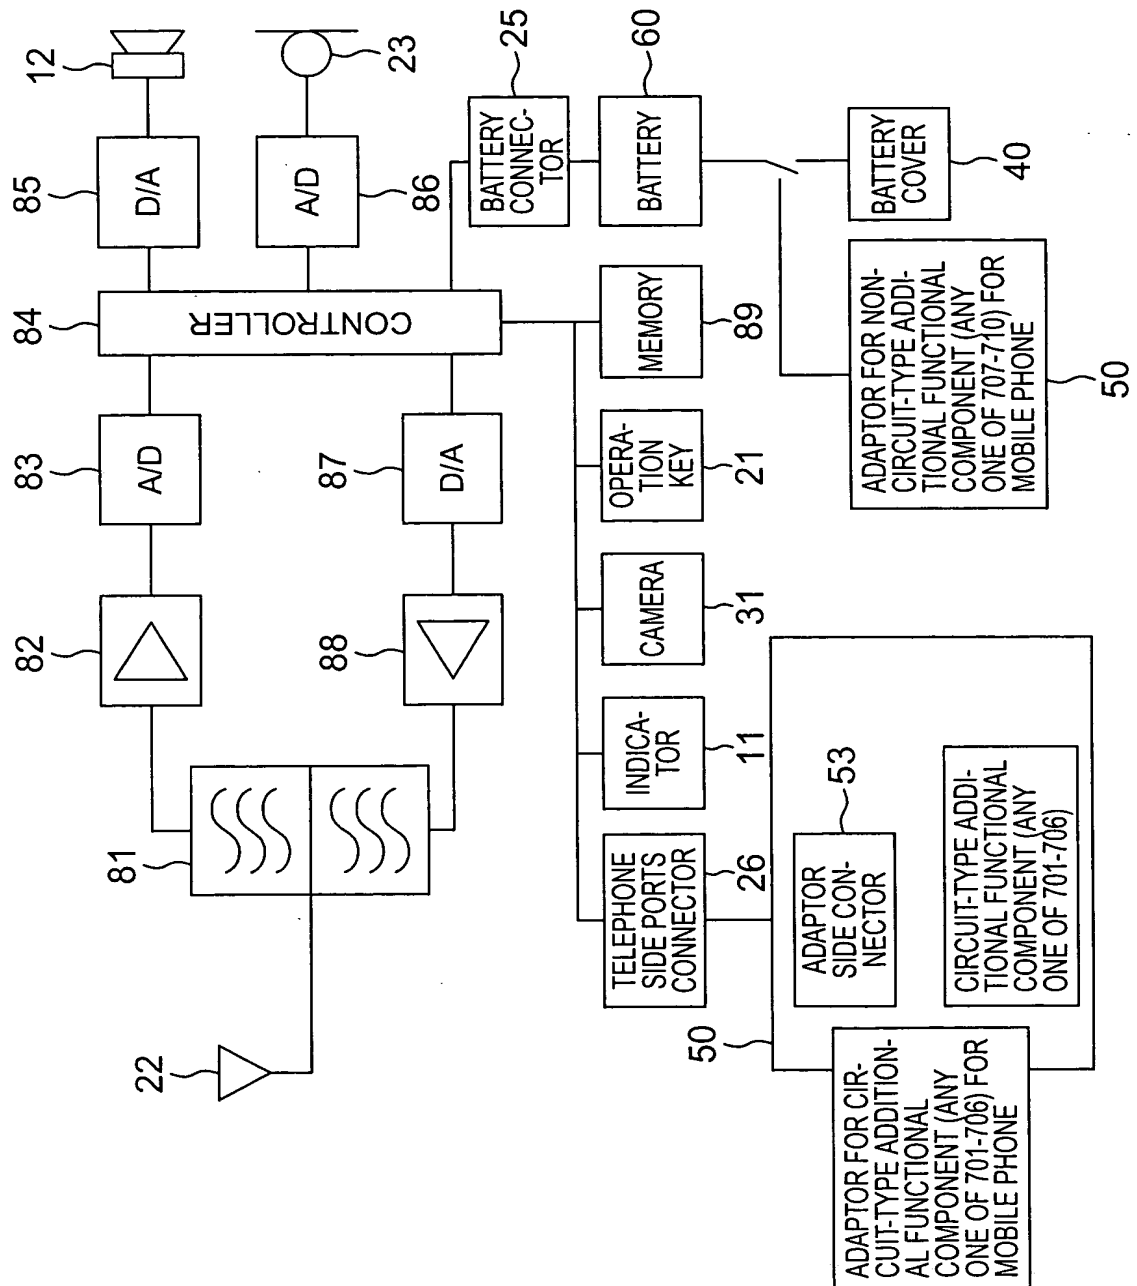 82
83
84
85
12
81
A/D
D/A
22
CONTROLLER
A/D
88
87
86
23
D/A
BATTERY
CONNEC-
TOR
25
TELEPHONE
SIDE PORTS
CONNECTOR
26
INDICA-
TOR
11
CAMERA
31
OPERA-
TION
KEY
21
MEMORY
89
BATTERY
60
50
ADAPTOR
SIDE CON-
NECTOR
53
CIRCUIT-TYPE ADDI-
TIONAL FUNCTIONAL
COMPONENT (ANY
ONE OF 701-706)
ADAPTOR FOR CIR-
CUIT-TYPE ADDITION-
AL FUNCTIONAL
COMPONENT (ANY
ONE OF 701-706) FOR
MOBILE PHONE
ADAPTOR FOR NON-
CIRCUIT-TYPE ADDI-
TIONAL FUNCTIONAL
COMPONENT (ANY
ONE OF 707-710) FOR
MOBILE PHONE
50
BATTERY
COVER
40